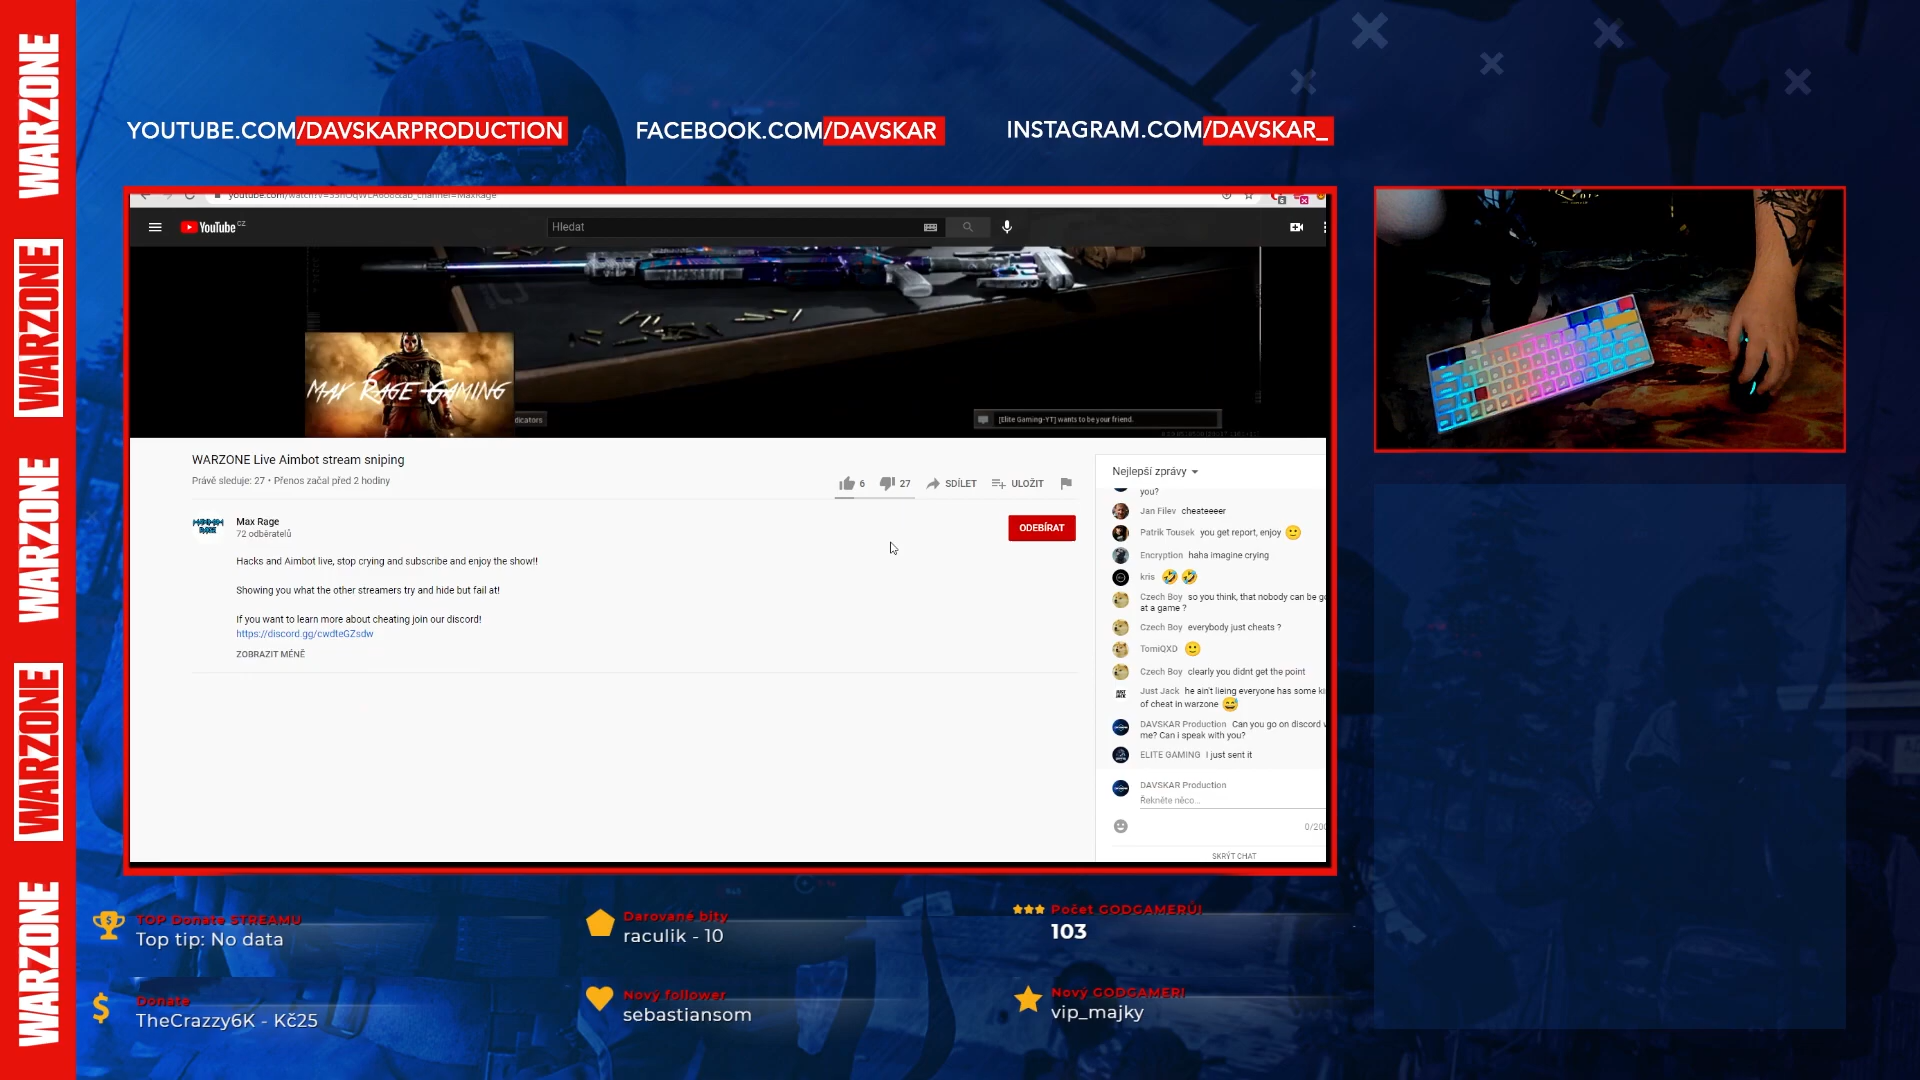 WARZONE
WARZONE
WARZONE
WARZONE
WARZONE
YOUTUBE.COM/DAVSKARPRODUCTION
FACEBOOK.COM/DAVSKAR
INSTAGRAM.COM/DAVSKAR_
YouTube CZ
Hledat
MAX RAGE GAMING
dicators
[Elite Gaming-YT] wants to be your friend.
WARZONE Live Aimbot stream sniping
Právě sleduje: 27 • Přenos začal před 2 hodiny
6
27
SDÍLET
ULOŽIT
Max Rage
72 odběratelů
ODEBÍRAT
Hacks and Aimbot live, stop crying and subscribe and enjoy the show!!
Showing you what the other streamers try and hide but fail at!
If you want to learn more about cheating join our discord!
https://discord.gg/cwdteGZsdw
ZOBRAZIT MÉNĚ
Nejlepší zprávy
you?
Jan Filev cheateeeer
Patrik Tousek you get report, enjoy 🙂
Encryption haha imagine crying
kris 🤣 🤣
Czech Boy so you think, that nobody can be go
at a game ?
Czech Boy everybody just cheats ?
TomiQXD 🙂
Czech Boy clearly you didnt get the point
Just Jack he ain't lieing everyone has some ki
of cheat in warzone 😅
DAVSKAR Production Can you go on discord w
me? Can i speak with you?
ELITE GAMING I just sent it
DAVSKAR Production
Řekněte něco...
0/200
SKRÝT CHAT
TOP Donate STREAMU
Top tip: No data
Darované bity
raculik - 10
Počet GODGAMERŮ!
103
Donate
TheCrazzy6K - Kč25
Nový follower
sebastiansom
Nový GODGAMER!
vip_majky